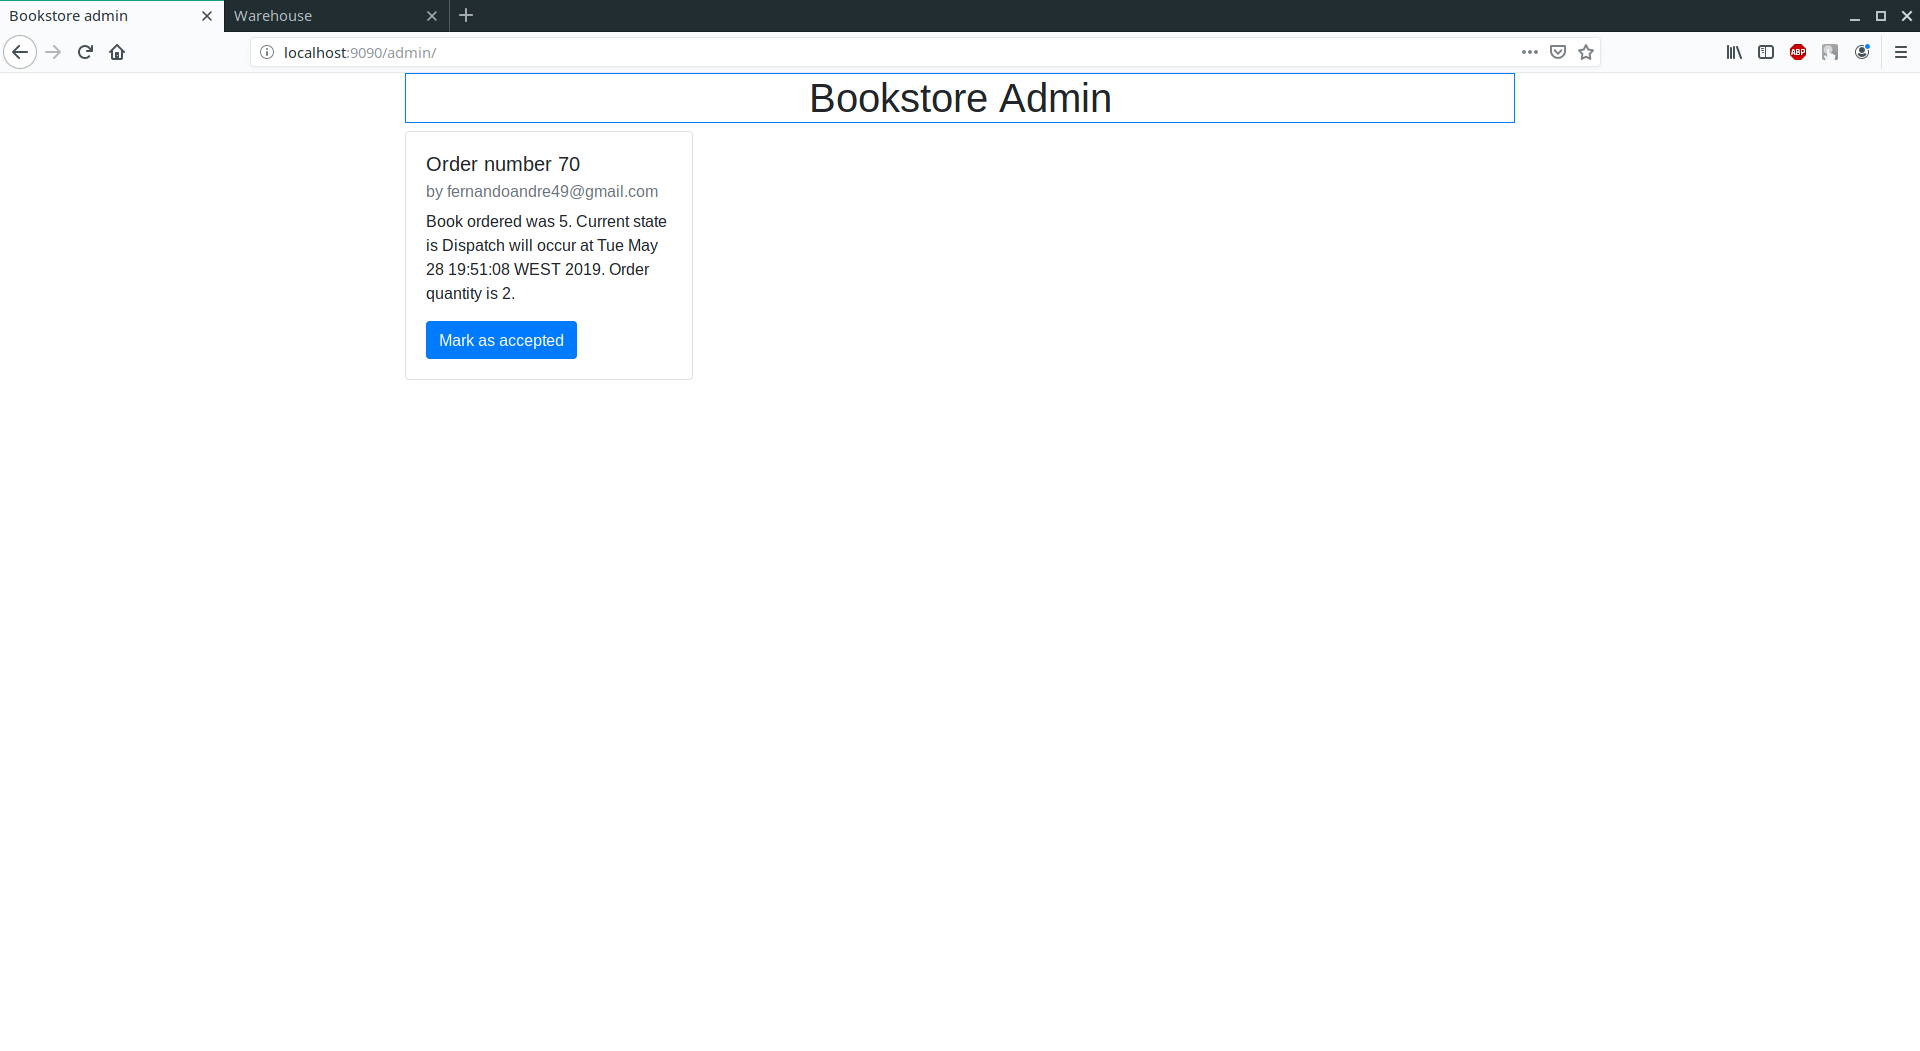 Bookstore admin
Warehouse
localhost:9090/admin/
ABP
Bookstore Admin
Order number 70
by fernandoandre49@gmail.com
Book ordered was 5. Current state
is Dispatch will occur at Tue May
28 19:51:08 WEST 2019. Order
quantity is 2.
Mark as accepted